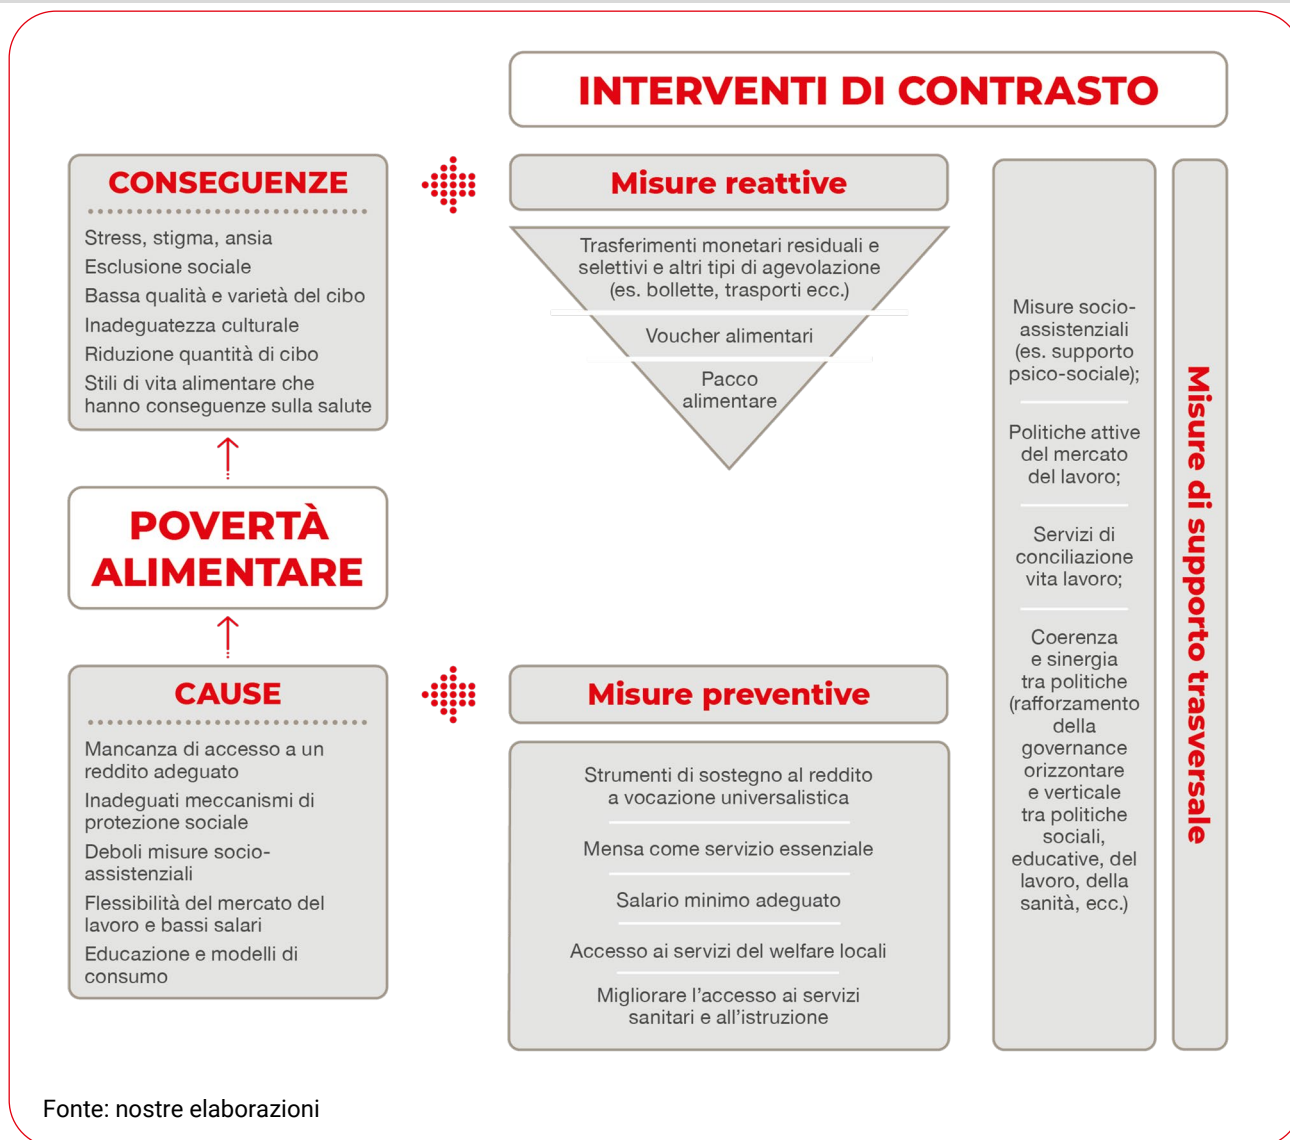 INTERVENTI DI CONTRASTO
CONSEGUENZE
Stress, stigma, ansia
Esclusione sociale
Bassa qualità e varietà del cibo
Inadeguatezza culturale
Riduzione quantità di cibo
Stili di vita alimentare che
hanno conseguenze sulla salute
POVERTÀ
ALIMENTARE
CAUSE
Mancanza di accesso a un
reddito adeguato
Inadeguati meccanismi di
protezione sociale
Deboli misure socio-
assistenziali
Flessibilità del mercato del
lavoro e bassi salari
Educazione e modelli di
consumo
Misure reattive
Trasferimenti monetari residuali e
selettivi e altri tipi di agevolazione
(es. bollette, trasporti ecc.)
Voucher alimentari
Pacco
alimentare
Misure preventive
Strumenti di sostegno al reddito
a vocazione universalistica
Mensa come servizio essenziale
Salario minimo adeguato
Accesso ai servizi del welfare locali
Migliorare l'accesso ai servizi
sanitari e all'istruzione
Misure socio-
assistenziali
(es. supporto
psico-sociale);
Politiche attive
del mercato
del lavoro;
Servizi di
conciliazione
vita lavoro;
Coerenza
e sinergia
tra politiche
(rafforzamento
della
governance
orizzontare
e verticale
tra politiche
sociali,
educative, del
lavoro, della
sanità, ecc.)
Misure di supporto trasversale
Fonte: nostre elaborazioni